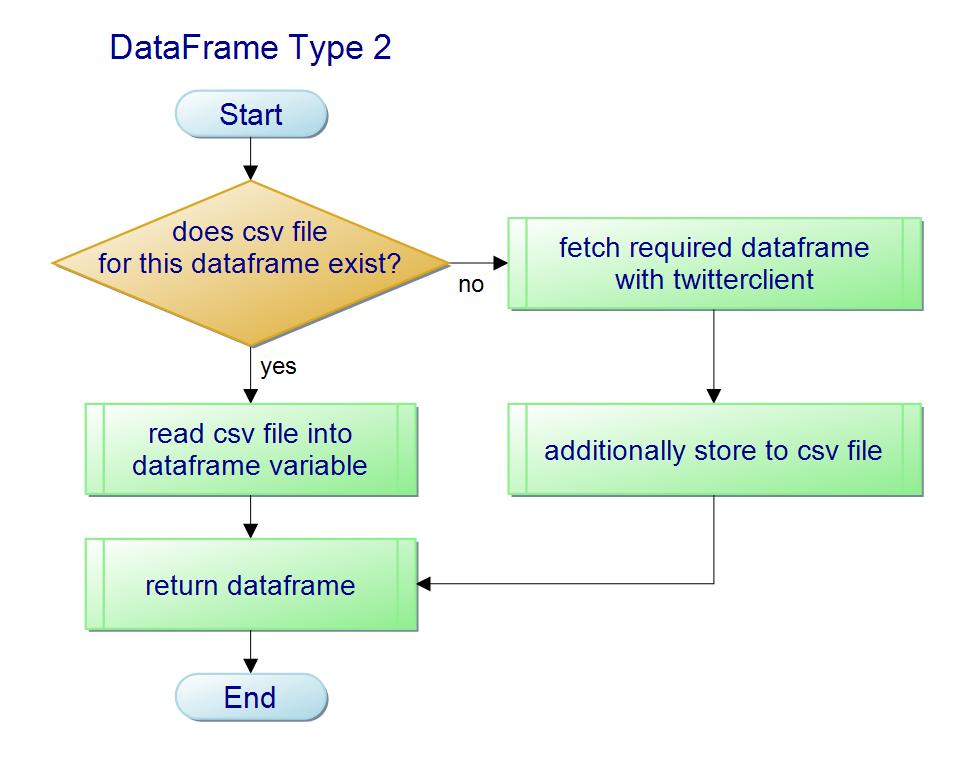 DataFrame Type 2
Start
does csv file
for this dataframe exist?
no
fetch required dataframe
with twitterclient
yes
read csv file into
dataframe variable
additionally store to csv file
return dataframe
End